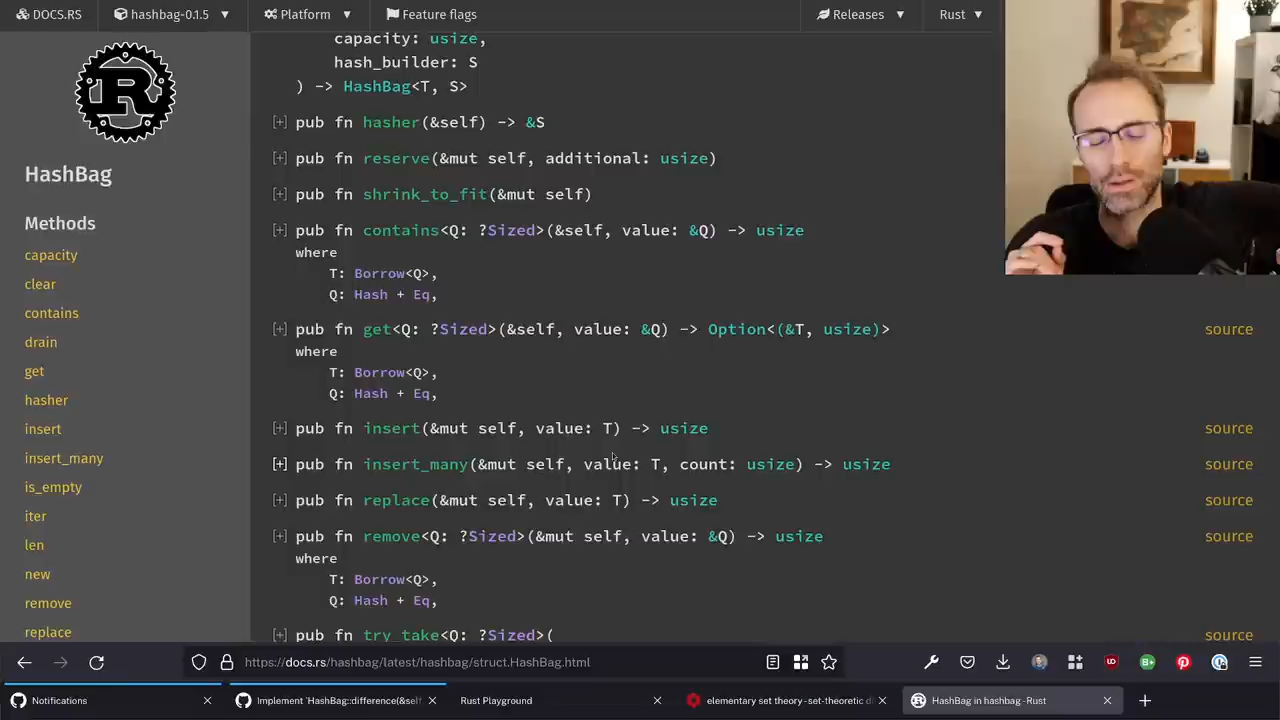 DOCS.RS
hashbag-0.1.5
Platform
Feature flags
Releases
Rust
HashBag
Methods
capacity
clear
contains
drain
get
hasher
insert
insert_many
is_empty
iter
len
new
remove
replace
capacity: usize,
hash_builder: S
) -> HashBag<T, S>
[+] pub fn hasher(&self) -> &S
[+] pub fn reserve(&mut self, additional: usize)
[+] pub fn shrink_to_fit(&mut self)
[+] pub fn contains<Q: ?Sized>(&self, value: &Q) -> usize
where
T: Borrow<Q>,
Q: Hash + Eq,
[+] pub fn get<Q: ?Sized>(&self, value: &Q) -> Option<(&T, usize)> source
where
T: Borrow<Q>,
Q: Hash + Eq,
[+] pub fn insert(&mut self, value: T) -> usize source
[+] pub fn insert_many(&mut self, value: T, count: usize) -> usize source
[+] pub fn replace(&mut self, value: T) -> usize source
[+] pub fn remove<Q: ?Sized>(&mut self, value: &Q) -> usize source
where
T: Borrow<Q>,
Q: Hash + Eq,
[+] pub fn try_take<Q: ?Sized>( source
https://docs.rs/hashbag/latest/hashbag/struct.HashBag.html
Notifications
Implement `HashBag::difference(&self
Rust Playground
elementary set theory - set-theoretic di
HashBag in hashbag - Rust